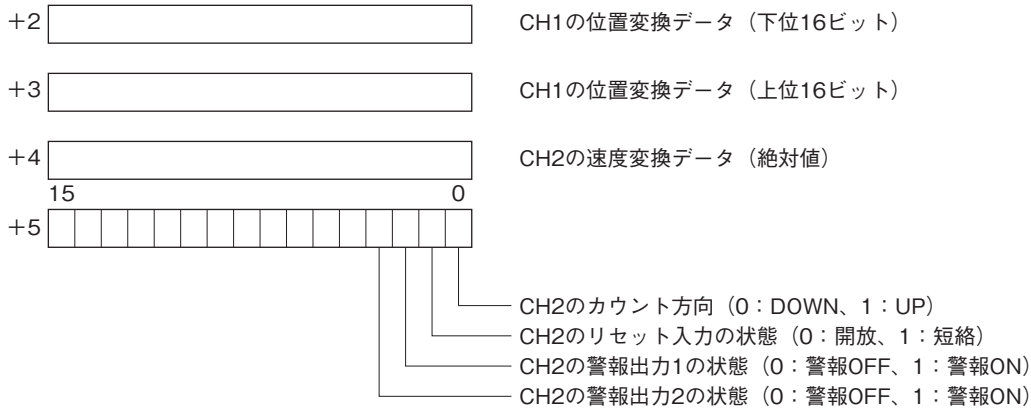 +2 CH1の位置変換データ（下位16ビット）
+3 CH1の位置変換データ（上位16ビット）
+4 CH2の速度変換データ（絶対値）
15 0
+5
CH2のカウント方向（0：DOWN、1：UP）
CH2のリセット入力の状態（0：開放、1：短絡）
CH2の警報出力1の状態（0：警報OFF、1：警報ON）
CH2の警報出力2の状態（0：警報OFF、1：警報ON）